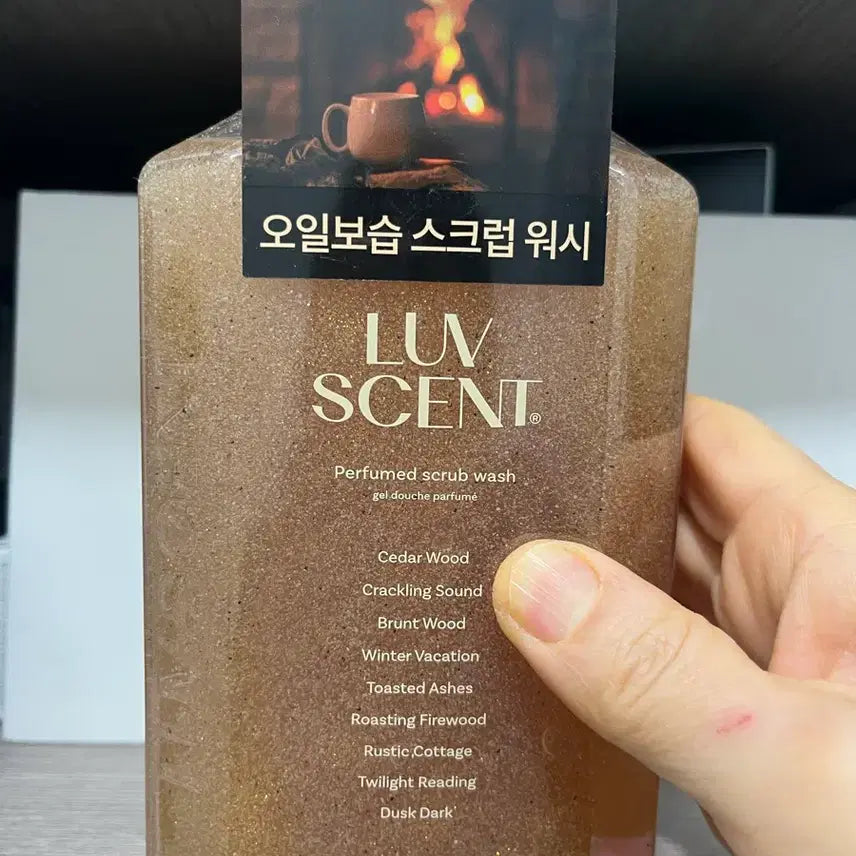 오일보습 스크럽 워시
LUV
SCENT®
Perfumed scrub wash
gel douche parfumé
Cedar Wood
Crackling Sound
Brunt Wood
Winter Vacation
Toasted Ashes
Roasting Firewood
Rustic Cottage
Twilight Reading
Dusk Dark